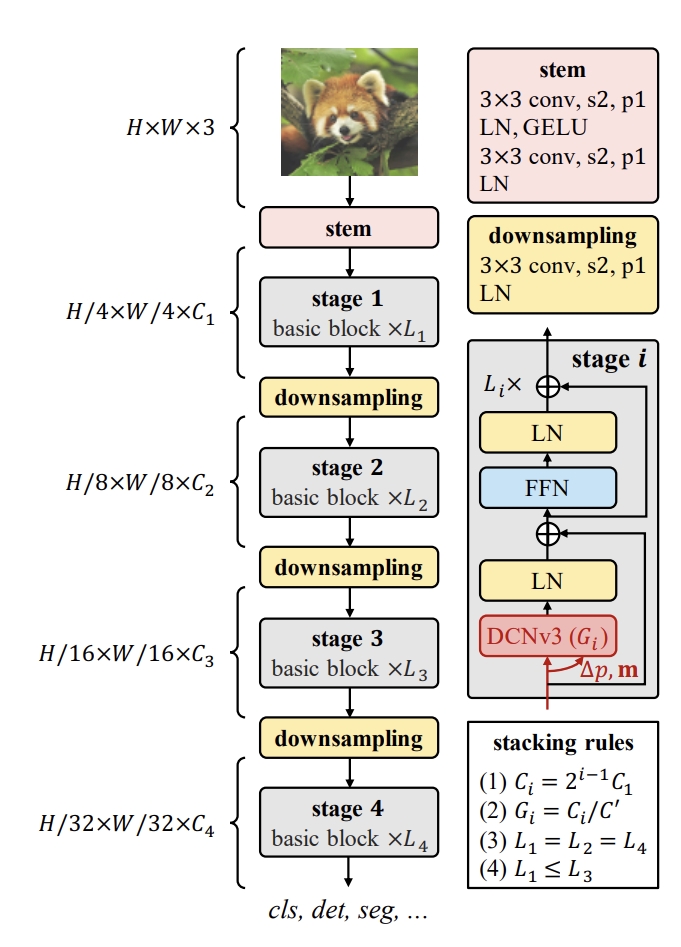 H×W×3
stem
H/4×W/4×C₁
stage 1
basic block ×L₁
downsampling
H/8×W/8×C₂
stage 2
basic block ×L₂
downsampling
H/16×W/16×C₃
stage 3
basic block ×L₃
downsampling
H/32×W/32×C₄
stage 4
basic block ×L₄
cls, det, seg, …
stem
3×3 conv, s2, p1
LN, GELU
3×3 conv, s2, p1
LN
downsampling
3×3 conv, s2, p1
LN
stage i
Lᵢ×
LN
FFN
LN
DCNv3 (Gᵢ)
Δp, m
stacking rules
(1) Cᵢ = 2ⁱ⁻¹C₁
(2) Gᵢ = Cᵢ/C′
(3) L₁ = L₂ = L₄
(4) L₁ ≤ L₃